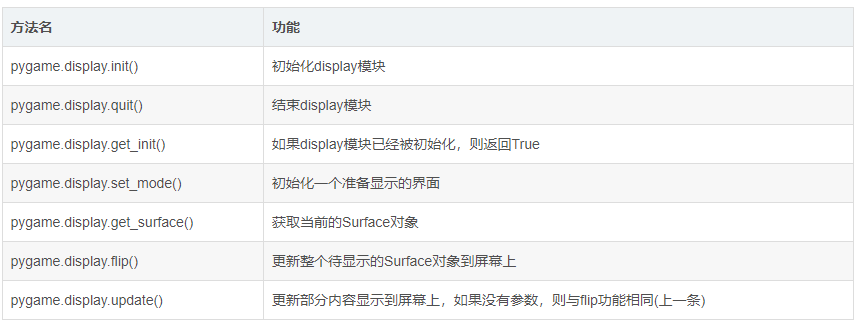 方法名 功能
pygame.display.init() 初始化display模块
pygame.display.quit() 结束display模块
pygame.display.get_init() 如果display模块已经被初始化，则返回True
pygame.display.set_mode() 初始化一个准备显示的界面
pygame.display.get_surface() 获取当前的Surface对象
pygame.display.flip() 更新整个待显示的Surface对象到屏幕上
pygame.display.update() 更新部分内容显示到屏幕上，如果没有参数，则与flip功能相同(上一条)